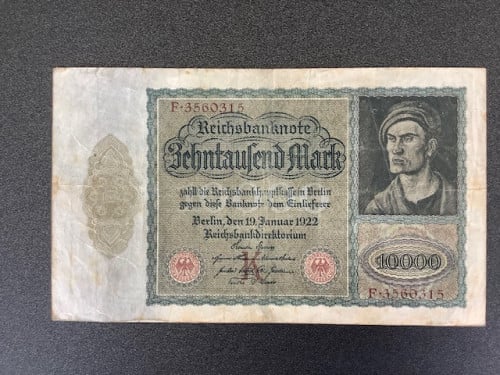 F·3560315
Reichsbanknote
Zehntausend Mark
zahlt die Reichsbankhauptkasse in Berlin
gegen diese Banknote dem Einlieferer
Berlin, den 19. Januar 1922
Reichsbankdirektorium
10000
F·3560315